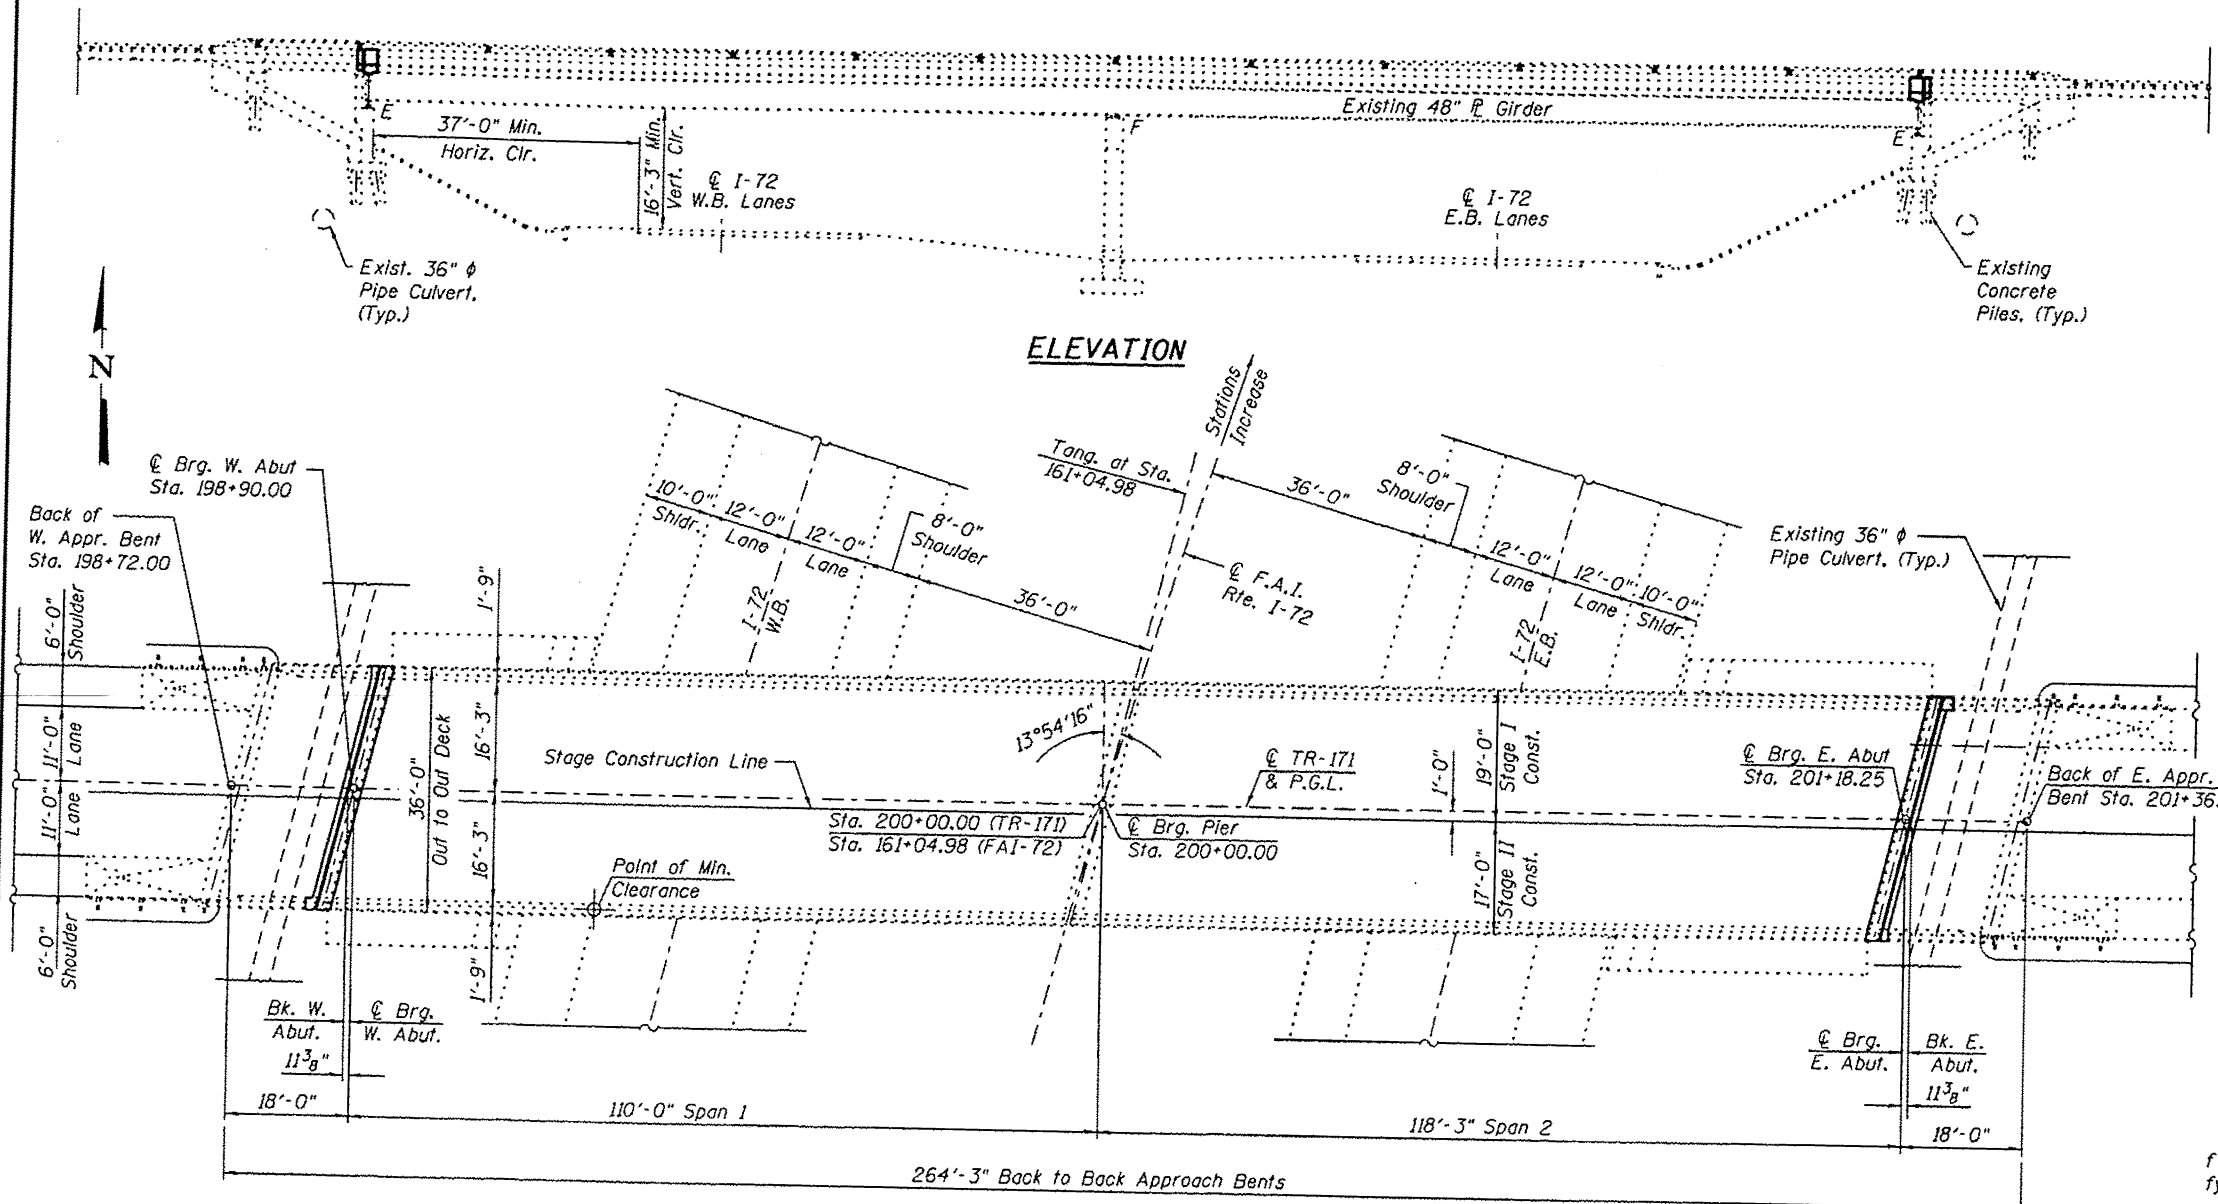 E
37'-0" Min.
Horiz. Clr.
16'-3" Min.
Vert. Clr.
℄ I-72
W.B. Lanes
F
Existing 48" ⅊ Girder
℄ I-72
E.B. Lanes
E
Exist. 36" ϕ
Pipe Culvert.
(Typ.)
Existing
Concrete
Piles. (Typ.)
ELEVATION
N
Stations
Increase
Tang. at Sta.
161+04.98
℄ Brg. W. Abut
Sta. 198+90.00
Back of
W. Appr. Bent
Sta. 198+72.00
10'-0"
Shldr.
12'-0"
Lane
12'-0"
Lane
8'-0"
Shoulder
36'-0"
I-72
W.B.
℄ F.A.I.
Rte. I-72
36'-0"
8'-0"
Shoulder
12'-0"
Lane
12'-0"
Lane
10'-0"
Shldr.
I-72
E.B.
Existing 36" ϕ
Pipe Culvert. (Typ.)
6'-0"
Shoulder
11'-0"
Lane
11'-0"
Lane
6'-0"
Shoulder
1'-9"
16'-3"
16'-3"
1'-9"
36'-0"
Out to Out Deck
Stage Construction Line
13°54'16"
℄ TR-171
& P.G.L.
1'-0"
19'-0"
Stage I
Const.
17'-0"
Stage II
Const.
℄ Brg. E. Abut
Sta. 201+18.25
Back of E. Appr.
Bent Sta. 201+36.
Sta. 200+00.00 (TR-171)
Sta. 161+04.98 (FAI-72)
℄ Brg. Pier
Sta. 200+00.00
Point of Min.
Clearance
Bk. W.
Abut.
℄ Brg.
W. Abut.
11⅜"
℄ Brg.
E. Abut.
Bk. E.
Abut.
11⅜"
18'-0"
110'-0" Span 1
118'-3" Span 2
18'-0"
264'-3" Back to Back Approach Bents
f
fy